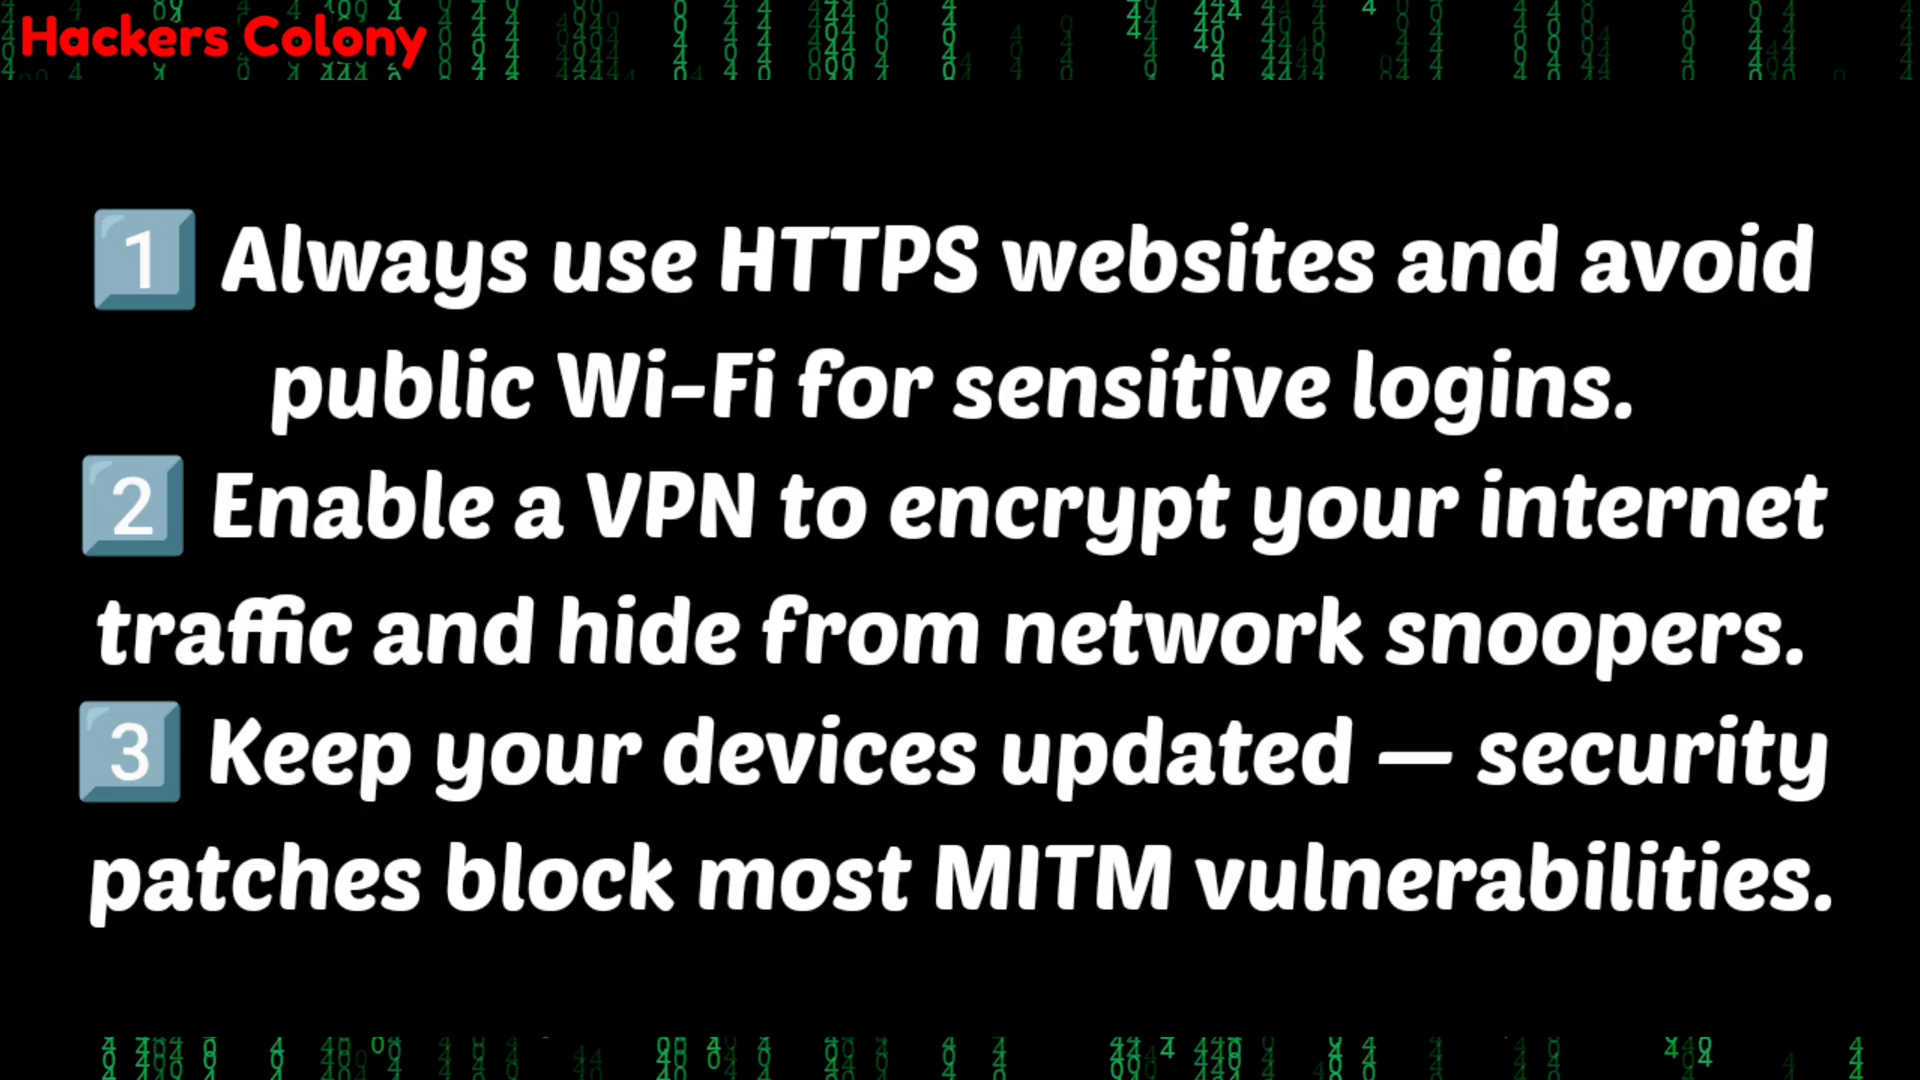 Hackers Colony
1️⃣ Always use HTTPS websites and avoid
public Wi-Fi for sensitive logins.
2️⃣ Enable a VPN to encrypt your internet
traffic and hide from network snoopers.
3️⃣ Keep your devices updated — security
patches block most MITM vulnerabilities.